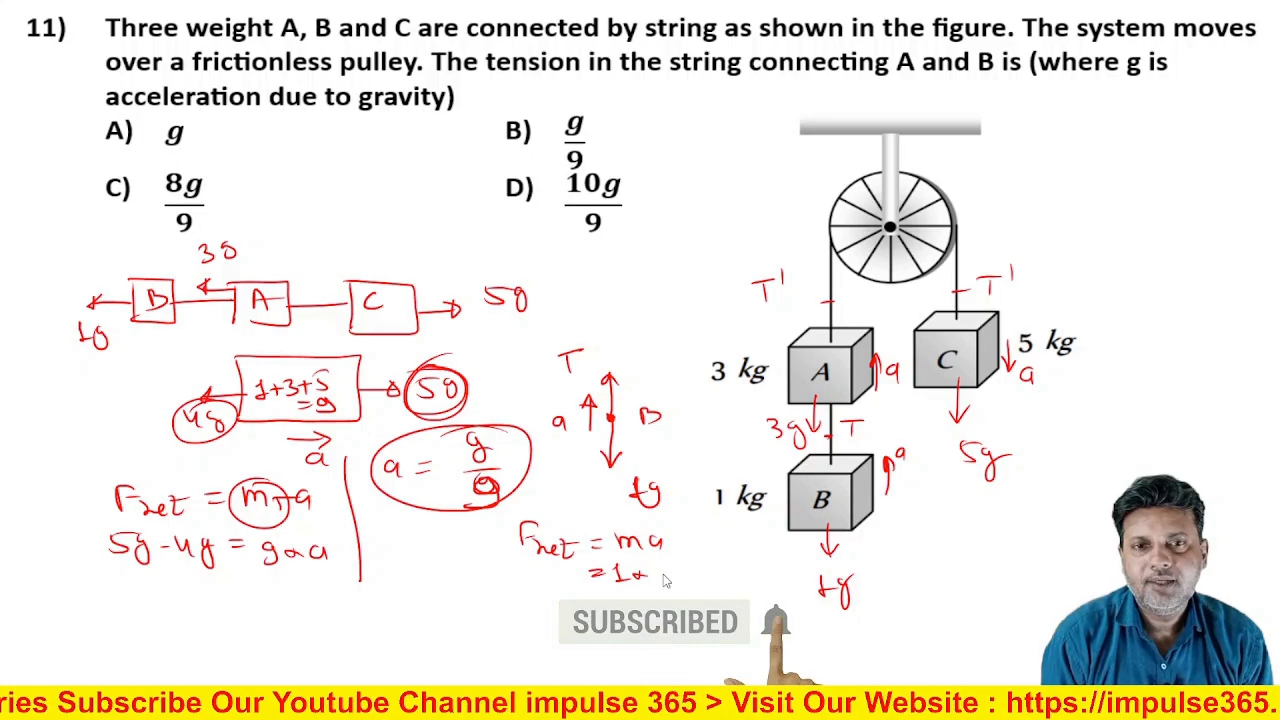 11) Three weight A, B and C are connected by string as shown in the figure. The system moves
over a frictionless pulley. The tension in the string connecting A and B is (where g is
acceleration due to gravity)
A) g B) g/9
C) 8g/9 D) 10g/9
3g
B A C 5g
1g
T' T'
1+3+5
= 9
4g 5g
a
T
a B
1g
3 kg A a
C 5 kg
a
3g T
5g
a = g/9
1 kg B a
1g
Fnet = mT a
5g - 4g = 9 × a
Fnet = ma
= 1 ×
SUBSCRIBED
ries Subscribe Our Youtube Channel impulse 365 > Visit Our Website : https://impulse365.